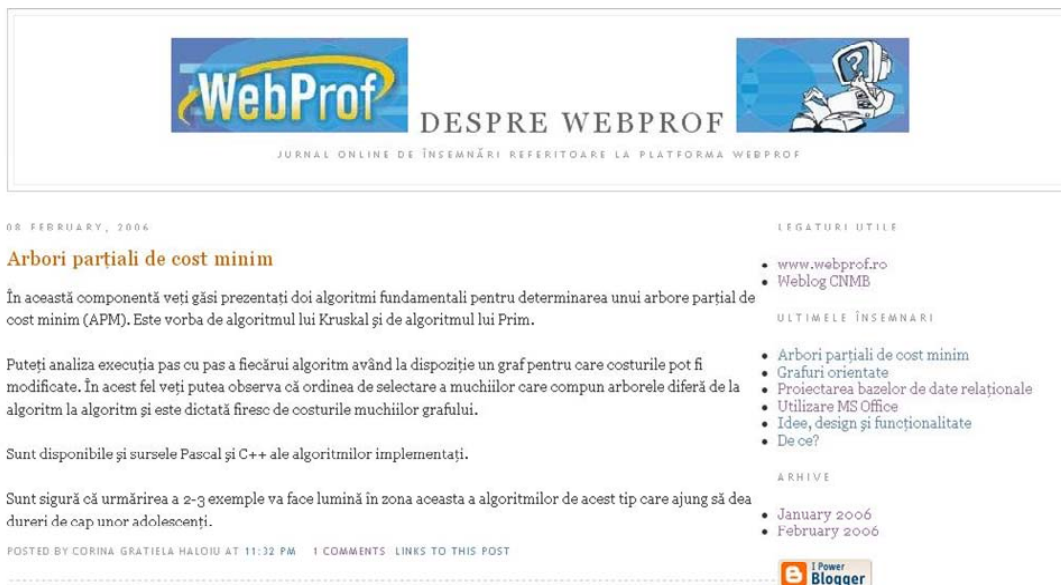 WebProf
DESPRE WEBPROF
?
JURNAL ONLINE DE ÎNSEMNĂRI REFERITOARE LA PLATFORMA WEBPROF
08 FEBRUARY, 2006
Arbori parțiali de cost minim
În această componentă veți găsi prezentați doi algoritmi fundamentali pentru determinarea unui arbore parțial de
cost minim (APM). Este vorba de algoritmul lui Kruskal și de algoritmul lui Prim.
Puteți analiza execuția pas cu pas a fiecărui algoritm având la dispoziție un graf pentru care costurile pot fi
modificate. În acest fel veți putea observa că ordinea de selectare a muchiilor care compun arborele diferă de la
algoritm la algoritm și este dictată firesc de costurile muchiilor grafului.
Sunt disponibile și sursele Pascal și C++ ale algoritmilor implementați.
Sunt sigură că urmărirea a 2-3 exemple va face lumină în zona aceasta a algoritmilor de acest tip care ajung să dea
dureri de cap unor adolescenți.
POSTED BY CORINA GRATIELA HALOIU AT 11:32 PM 1 COMMENTS LINKS TO THIS POST
LEGATURI UTILE
www.webprof.ro
Weblog CNMB
ULTIMELE ÎNSEMNARI
Arbori parțiali de cost minim
Grafuri orientate
Proiectarea bazelor de date relaționale
Utilizare MS Office
Idee, design și funcționalitate
De ce?
ARHIVE
January 2006
February 2006
I Power
Blogger